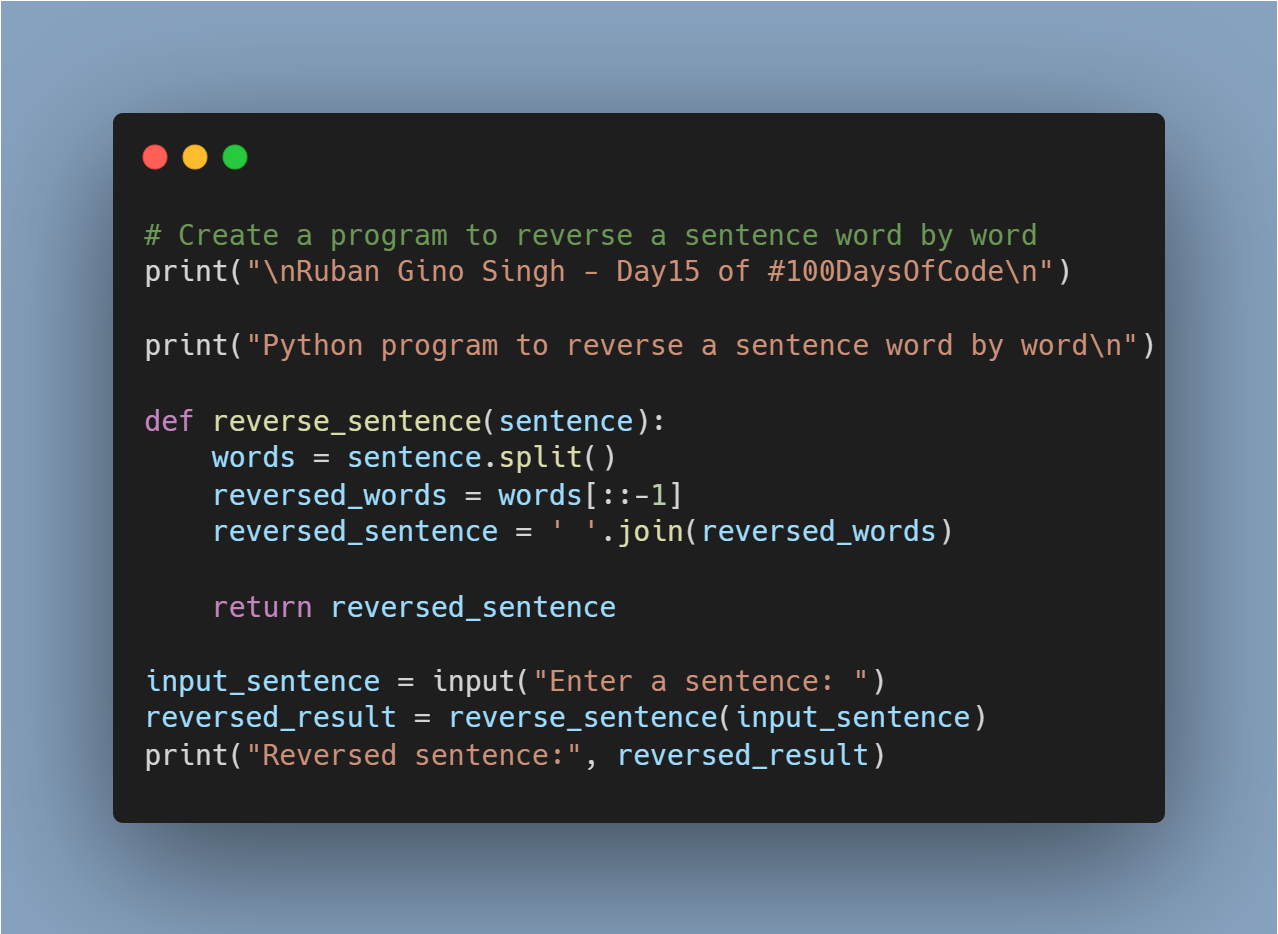 # Create a program to reverse a sentence word by word
print("\nRuban Gino Singh - Day15 of #100DaysOfCode\n")
print("Python program to reverse a sentence word by word\n")
def reverse_sentence(sentence):
    words = sentence.split()
    reversed_words = words[::-1]
    reversed_sentence = ' '.join(reversed_words)
    return reversed_sentence
input_sentence = input("Enter a sentence: ")
reversed_result = reverse_sentence(input_sentence)
print("Reversed sentence:", reversed_result)